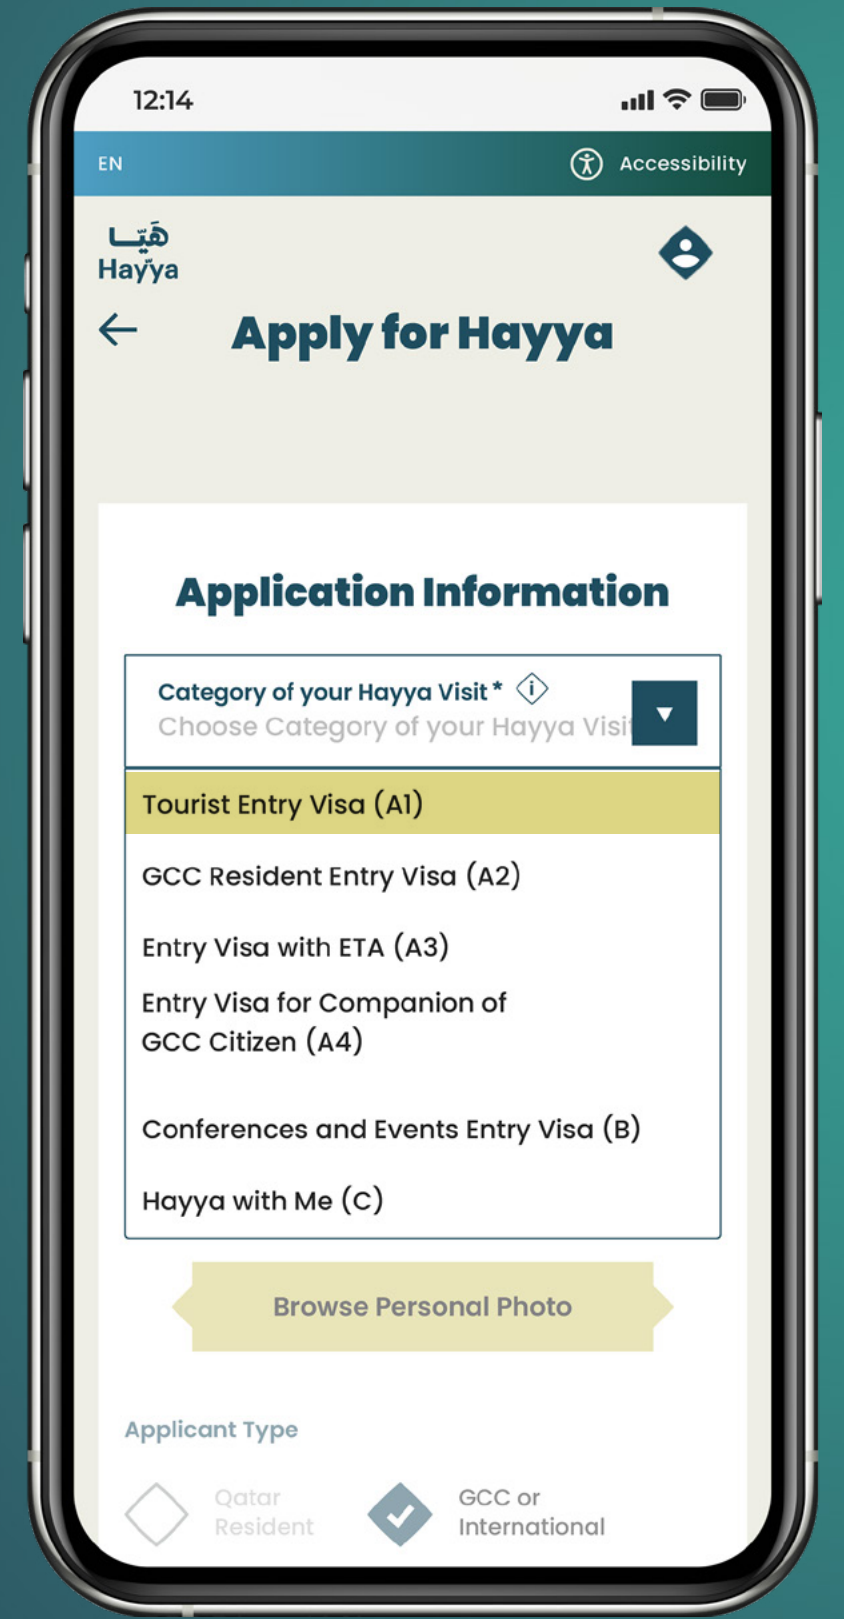 12:14
EN
Accessibility
هَيّا
Hayya
Apply for Hayya
Application Information
Category of your Hayya Visit *
Choose Category of your Hayya Visit
Tourist Entry Visa (A1)
GCC Resident Entry Visa (A2)
Entry Visa with ETA (A3)
Entry Visa for Companion of
GCC Citizen (A4)
Conferences and Events Entry Visa (B)
Hayya with Me (C)
Browse Personal Photo
Applicant Type
Qatar
Resident
GCC or
International